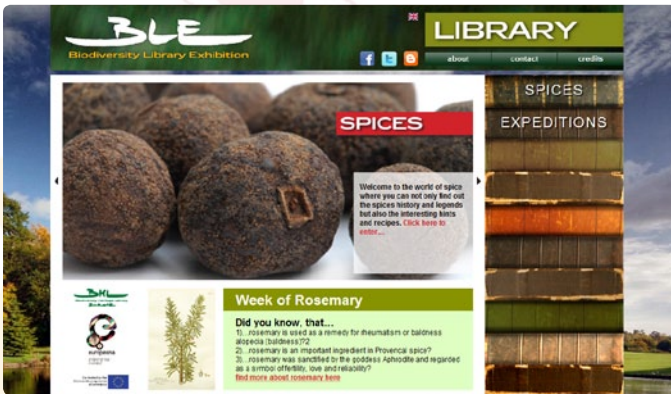 BLE
Biodiversity Library Exhibition
LIBRARY
about contact credits
SPICES
EXPEDITIONS
SPICES
Welcome to the world of spice
where you can not only find out
the spices history and legends
but also the interesting hints
and recipes. Click here to
enter...
BHL
europeana
Week of Rosemary
Did you know, that...
1)...rosemary is used as a remedy for rheumatism or baldness
alopecia (baldness)?2
2)...rosemary is an important ingredient in Provencal spice?
3)...rosemary was sanctified by the goddess Aphrodite and regarded
as a symbol of fertility, love and reliability?
find more about rosemary here